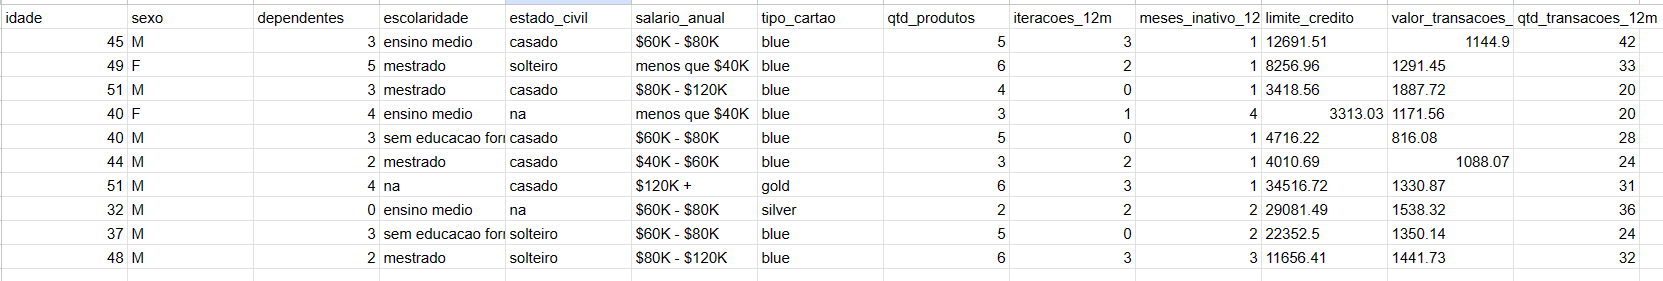 idade sexo dependentes escolaridade estado_civil salario_anual tipo_cartao qtd_produtos iteracoes_12m meses_inativo_12 limite_credito valor_transacoes_ qtd_transacoes_12m
45 M 3 ensino medio casado $60K - $80K blue 5 3 1 12691.51 1144.9 42
49 F 5 mestrado solteiro menos que $40K blue 6 2 1 8256.96 1291.45 33
51 M 3 mestrado casado $80K - $120K blue 4 0 1 3418.56 1887.72 20
40 F 4 ensino medio na menos que $40K blue 3 1 4 3313.03 1171.56 20
40 M 3 sem educacao for casado $60K - $80K blue 5 0 1 4716.22 816.08 28
44 M 2 mestrado casado $40K - $60K blue 3 2 1 4010.69 1088.07 24
51 M 4 na casado $120K + gold 6 3 1 34516.72 1330.87 31
32 M 0 ensino medio na $60K - $80K silver 2 2 2 29081.49 1538.32 36
37 M 3 sem educacao for solteiro $60K - $80K blue 5 0 2 22352.5 1350.14 24
48 M 2 mestrado solteiro $80K - $120K blue 6 3 3 11656.41 1441.73 32